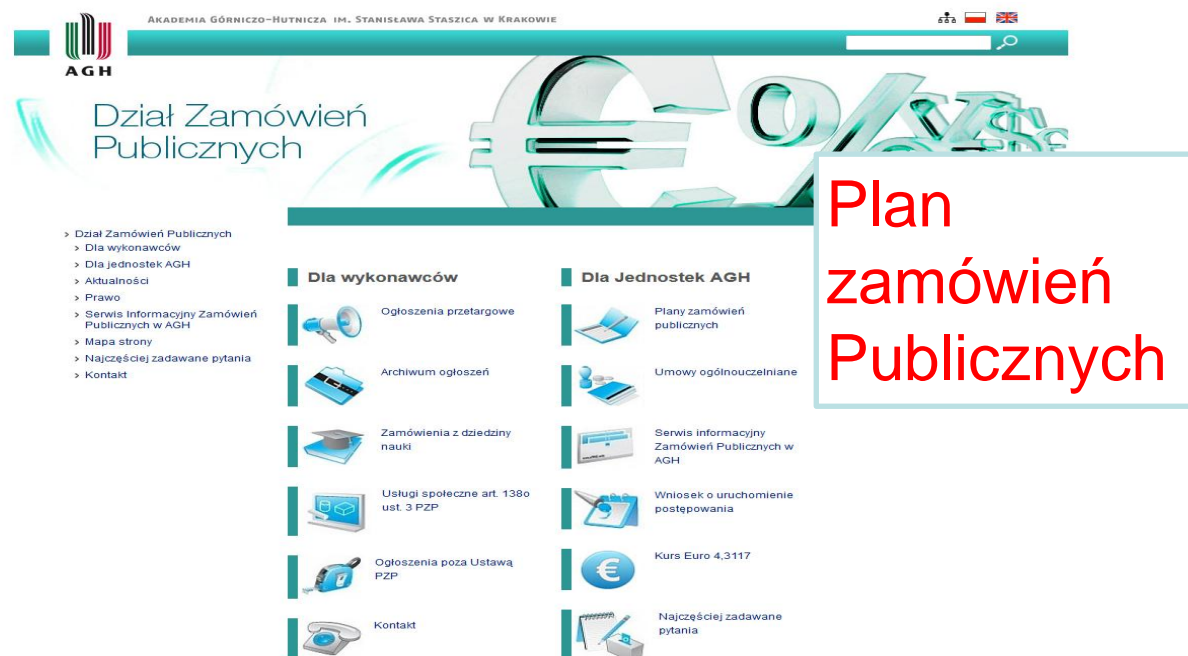 Akademia Górniczo-Hutnicza im. Stanisława Staszica w Krakowie
AGH
Dział Zamówień
Publicznych
Plan
zamówień
Publicznych
Dział Zamówień Publicznych
Dla wykonawców
Dla jednostek AGH
Aktualności
Prawo
Serwis Informacyjny Zamówień
Publicznych w AGH
Mapa strony
Najczęściej zadawane pytania
Kontakt
Dla wykonawców
Ogłoszenia przetargowe
Archiwum ogłoszeń
Zamówienia z dziedziny
nauki
Usługi społeczne art. 138o
ust. 3 PZP
Ogłoszenia poza Ustawą
PZP
Kontakt
Dla Jednostek AGH
Plany zamówień
publicznych
Umowy ogólnouczelniane
Serwis informacyjny
Zamówień Publicznych w
AGH
Wniosek o uruchomienie
postępowania
Kurs Euro 4,3117
Najczęściej zadawane
pytania